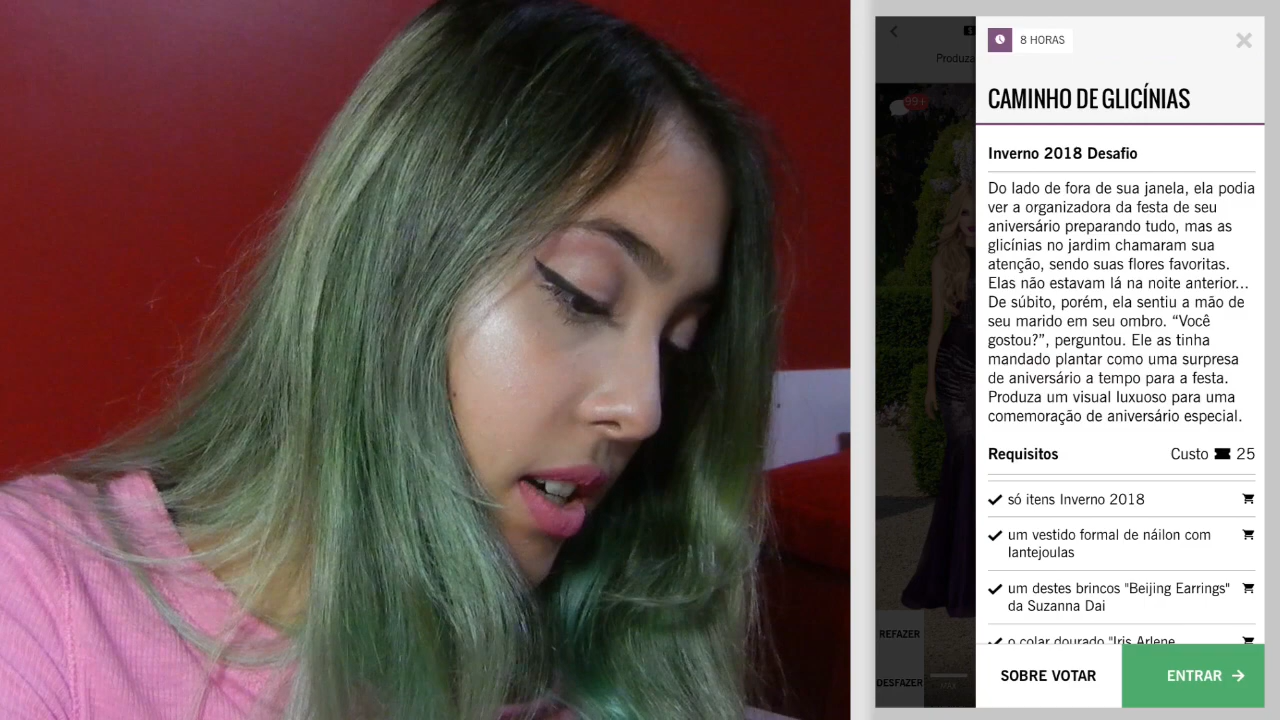 8 HORAS
Produza
99+
CAMINHO DE GLICÍNIAS
Inverno 2018 Desafio
Do lado de fora de sua janela, ela podia
ver a organizadora da festa de seu
aniversário preparando tudo, mas as
glicínias no jardim chamaram sua
atenção, sendo suas flores favoritas.
Elas não estavam lá na noite anterior...
De súbito, porém, ela sentiu a mão de
seu marido em seu ombro. “Você
gostou?”, perguntou. Ele as tinha
mandado plantar como uma surpresa
de aniversário a tempo para a festa.
Produza um visual luxuoso para uma
comemoração de aniversário especial.
Requisitos Custo 25
só itens Inverno 2018
um vestido formal de náilon com
lantejoulas
um destes brincos "Beijing Earrings"
da Suzanna Dai
o colar dourado "Iris Arlene
REFAZER
DESFAZER
SOBRE VOTAR
ENTRAR